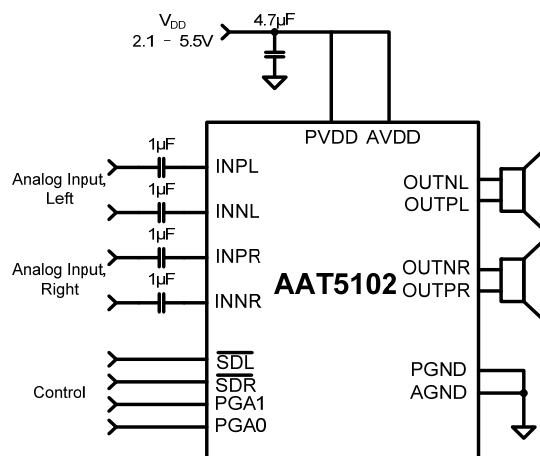 VDD
2.1 – 5.5V
4.7µF
PVDD AVDD
1µF
INPL
Analog Input,
Left
1µF
INNL
1µF
INPR
Analog Input,
Right
1µF
INNR
AAT5102
OUTNL
OUTPL
OUTNR
OUTPR
Control
SDL
SDR
PGA1
PGA0
PGND
AGND